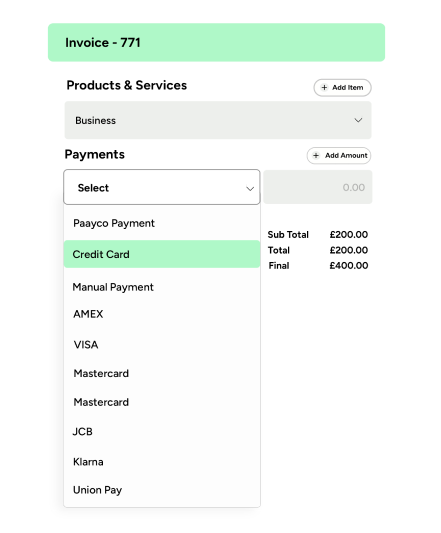 Invoice - 771
Products & Services
+ Add Item
Business
Payments
+ Add Amount
Select
0.00
Paayco Payment
Credit Card
Manual Payment
AMEX
VISA
Mastercard
Mastercard
JCB
Klarna
Union Pay
Sub Total £200.00
Total £200.00
Final £400.00